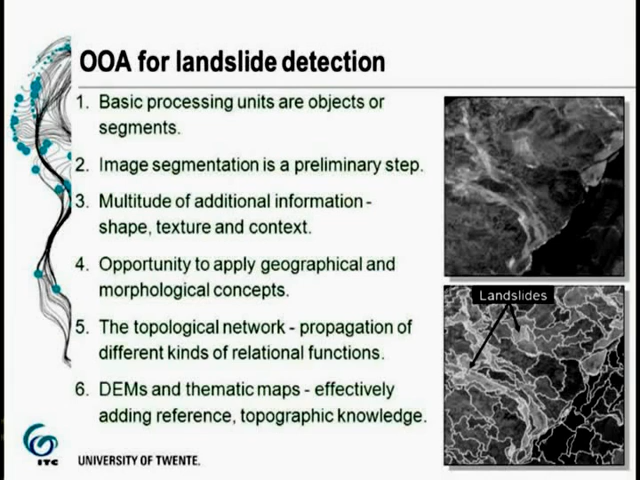 OOA for landslide detection
1. Basic processing units are objects or
segments.
2. Image segmentation is a preliminary step.
3. Multitude of additional information -
shape, texture and context.
4. Opportunity to apply geographical and
morphological concepts.
5. The topological network - propagation of
different kinds of relational functions.
6. DEMs and thematic maps - effectively
adding reference, topographic knowledge.
Landslides
ITC
UNIVERSITY OF TWENTE.